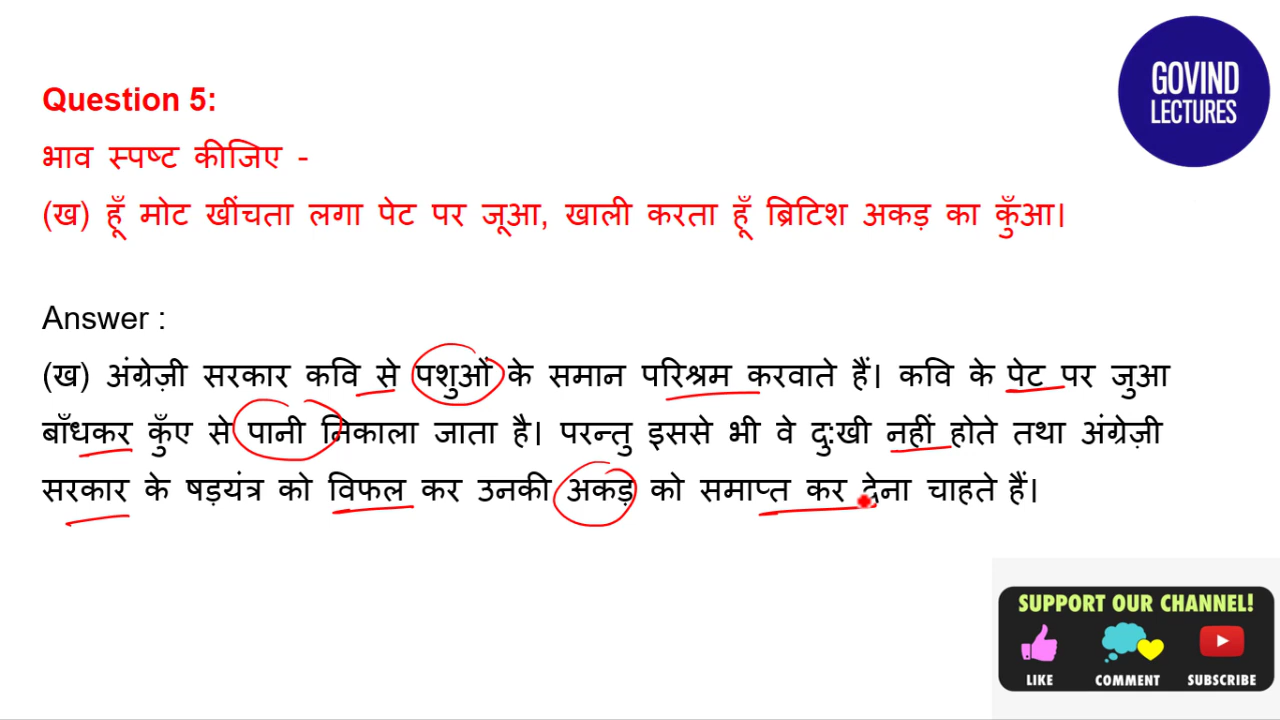 GOVIND
LECTURES
Question 5:
भाव स्पष्ट कीजिए -
(ख) हूँ मोट खींचता लगा पेट पर जूआ, खाली करता हूँ ब्रिटिश अकड़ का कुँआ।
Answer :
(ख) अंग्रेज़ी सरकार कवि से पशुओं के समान परिश्रम करवाते हैं। कवि के पेट पर जुआ
बाँधकर कुँए से पानी निकाला जाता है। परन्तु इससे भी वे दु:खी नहीं होते तथा अंग्रेज़ी
सरकार के षड़यंत्र को विफल कर उनकी अकड़ को समाप्त कर देना चाहते हैं।
SUPPORT OUR CHANNEL!
LIKE COMMENT SUBSCRIBE